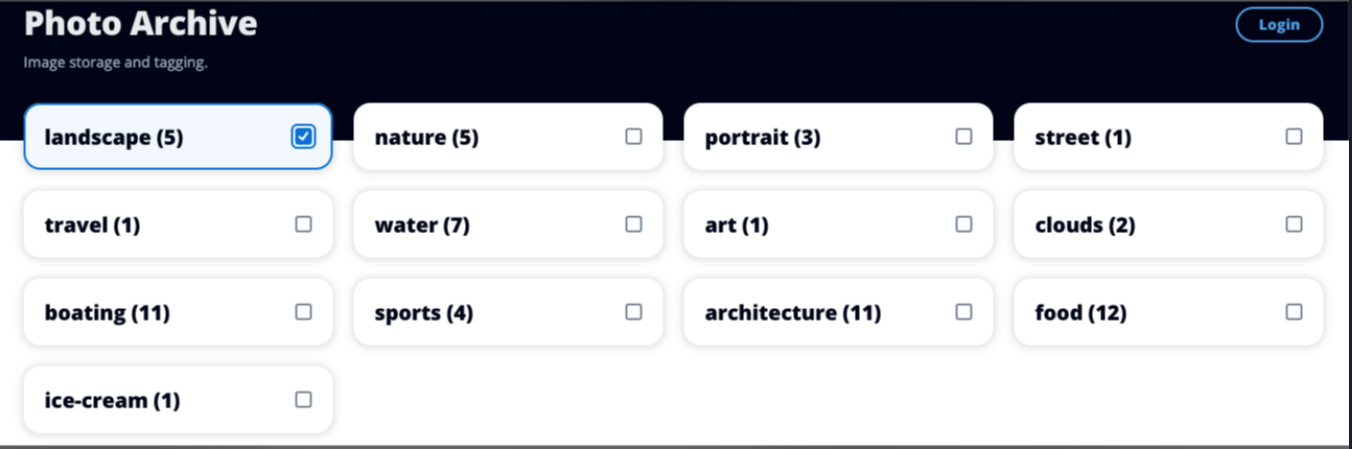 Photo Archive
Login
Image storage and tagging.
landscape (5)
nature (5)
portrait (3)
street (1)
travel (1)
water (7)
art (1)
clouds (2)
boating (11)
sports (4)
architecture (11)
food (12)
ice-cream (1)